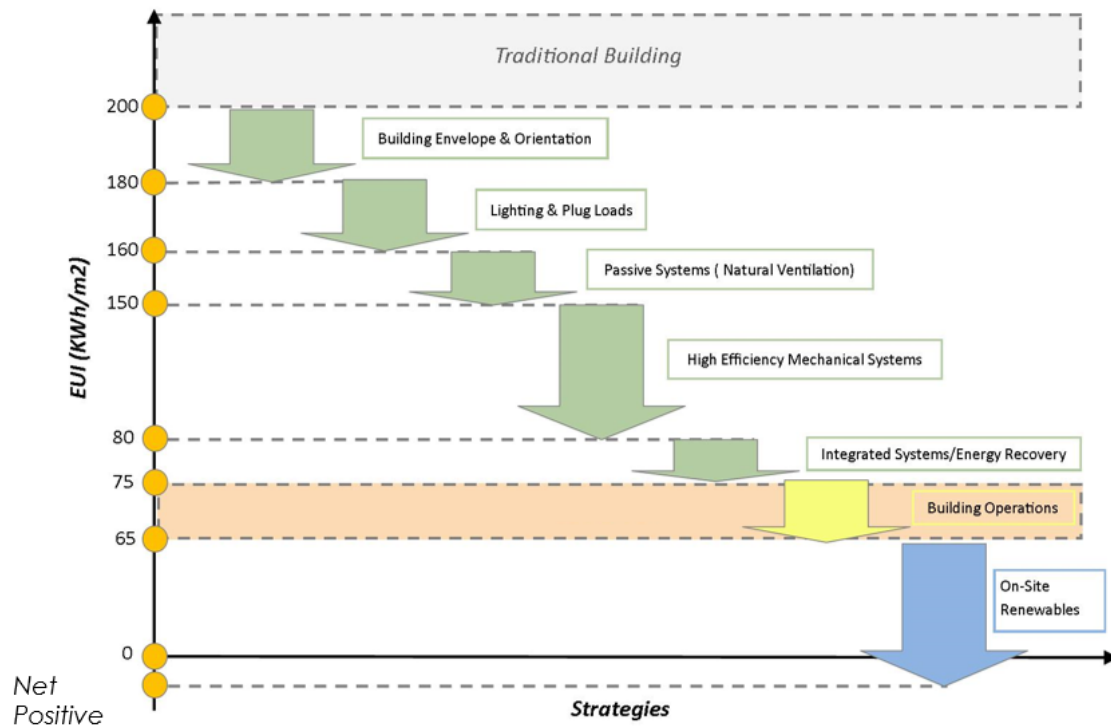 Traditional Building
200
Building Envelope & Orientation
180
Lighting & Plug Loads
160
Passive Systems ( Natural Ventilation)
150
EUI (KWh/m2)
High Efficiency Mechanical Systems
80
Integrated Systems/Energy Recovery
75
Building Operations
65
On-Site
Renewables
0
Net
Positive
Strategies